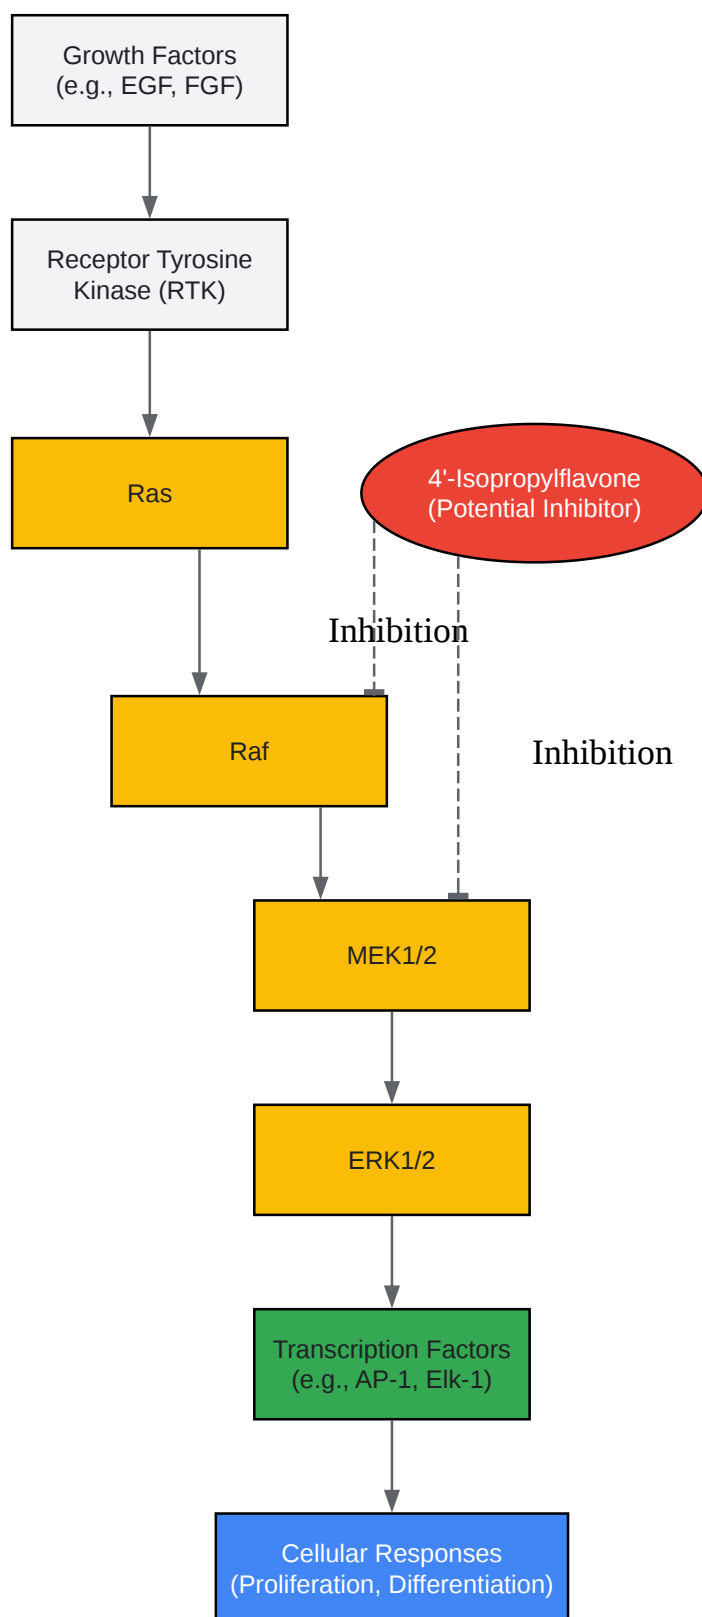 Growth Factors
(e.g., EGF, FGF)
Receptor Tyrosine
Kinase (RTK)
Ras
4'-Isopropylflavone
(Potential Inhibitor)
Inhibition
Raf
Inhibition
MEK1/2
ERK1/2
Transcription Factors
(e.g., AP-1, Elk-1)
Cellular Responses
(Proliferation, Differentiation)